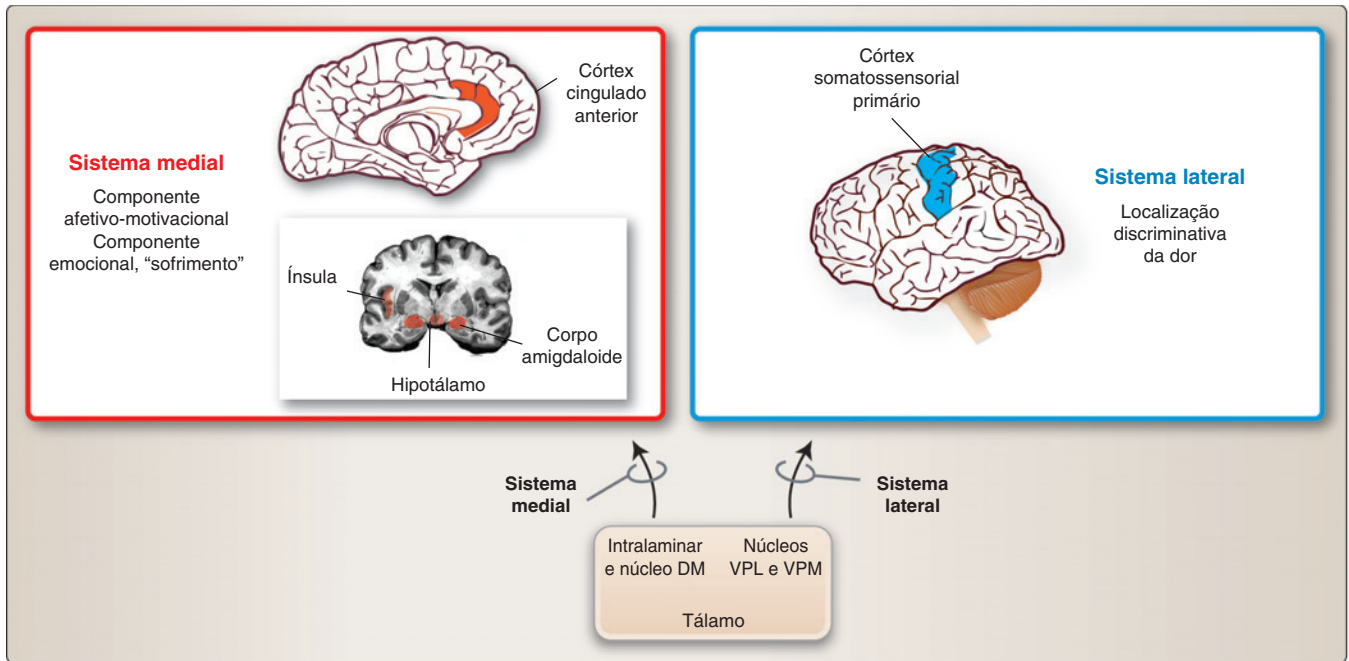 Sistema medial
Componente
afetivo-motivacional
Componente
emocional, “sofrimento”
Córtex
cingulado
anterior
Ínsula
Corpo
amigdaloide
Hipotálamo
Córtex
somatossensorial
primário
Sistema lateral
Localização
discriminativa
da dor
Sistema
medial
Sistema
lateral
Intralaminar
e núcleo DM
Núcleos
VPL e VPM
Tálamo